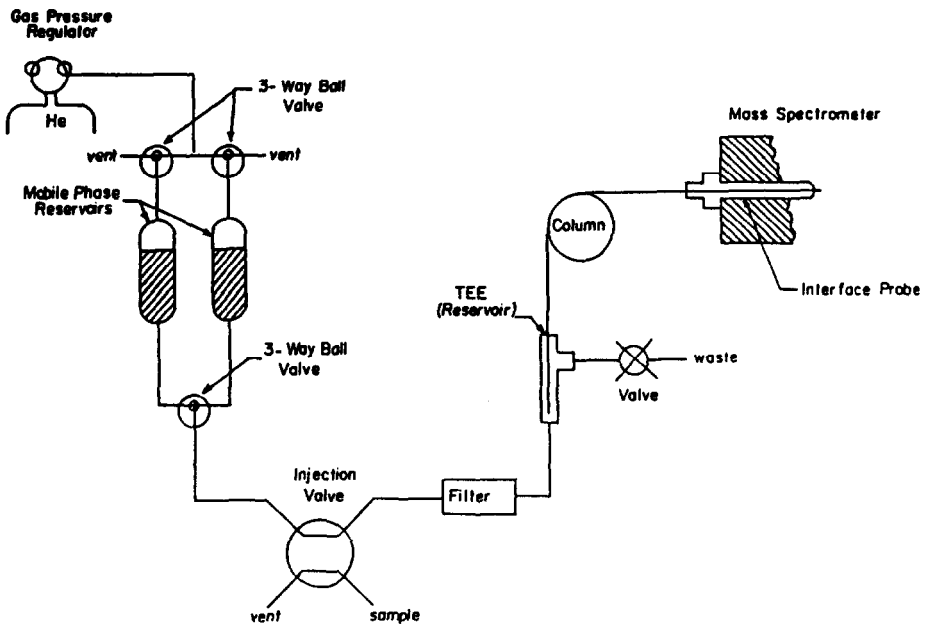 Gas Pressure
Regulator
He
3-Way Ball
Valve
vent
vent
Mobile Phase
Reservoirs
3-Way Ball
Valve
Injection
Valve
vent
sample
Filter
TEE
(Reservoir)
Valve
waste
Column
Mass Spectrometer
Interface Probe